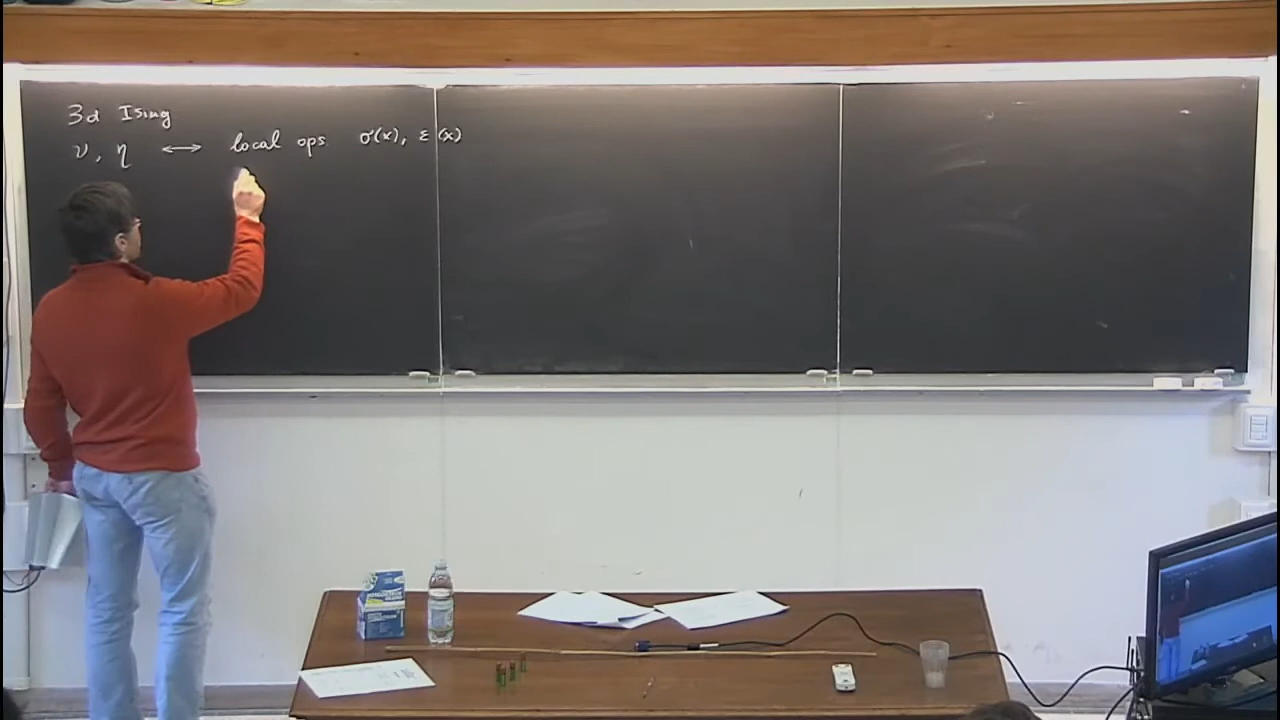 3d Ising
ν, η ⟷ local ops σ(x), ε(x)